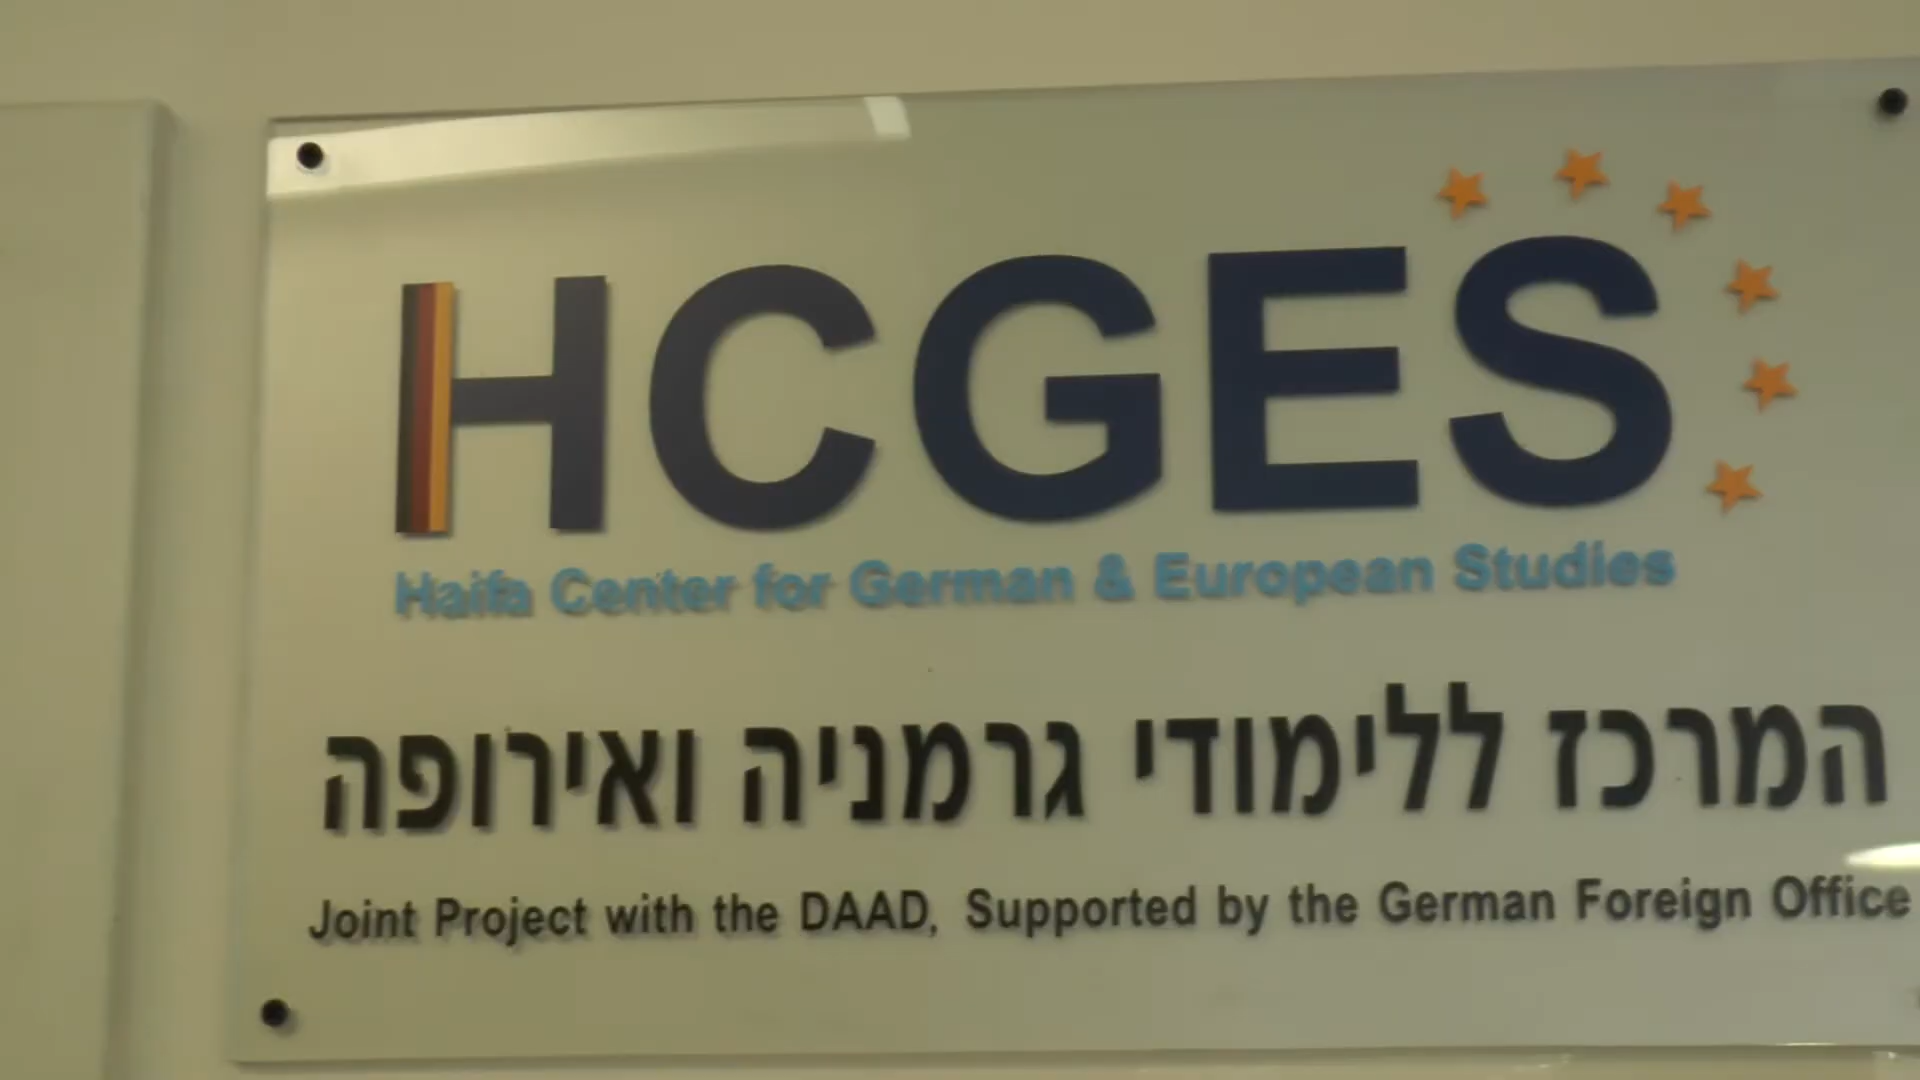 HCGES
Haifa Center for German & European Studies
המרכז ללימודי גרמניה ואירופה
Joint Project with the DAAD, Supported by the German Foreign Office